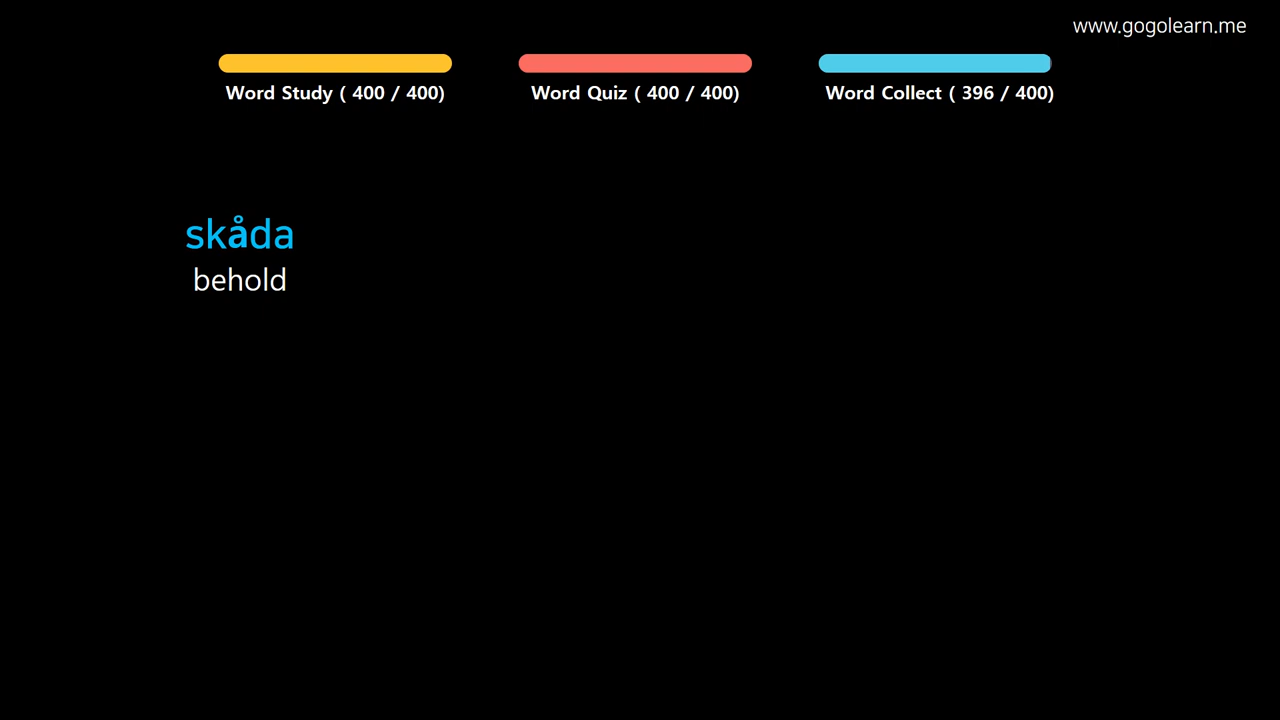 www.gogolearn.me
Word Study ( 400 / 400)
Word Quiz ( 400 / 400)
Word Collect ( 396 / 400)
skåda
behold